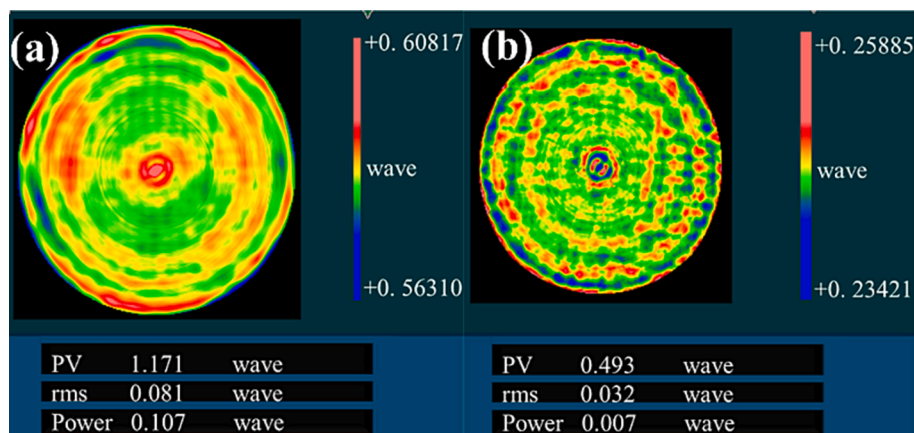 (a)
+0. 60817
wave
+0. 56310
PV 1.171 wave
rms 0.081 wave
Power 0.107 wave
(b)
+0. 25885
wave
+0. 23421
PV 0.493 wave
rms 0.032 wave
Power 0.007 wave